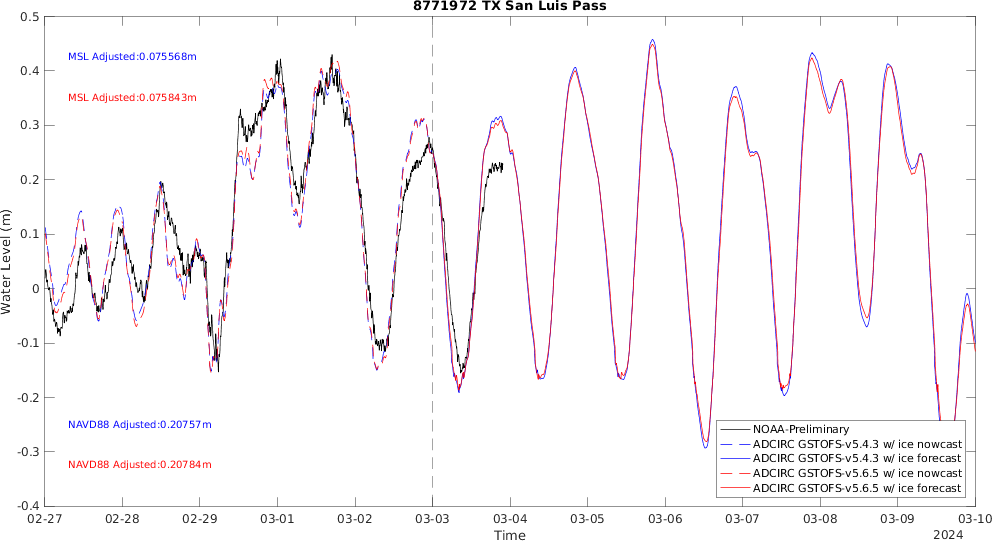 8771972 TX San Luis Pass
0.5
0.4
0.3
0.2
0.1
0
-0.1
-0.2
-0.3
-0.4
Water Level (m)
MSL Adjusted:0.075568m
MSL Adjusted:0.075843m
NAVD88 Adjusted:0.20757m
NAVD88 Adjusted:0.20784m
NOAA-Preliminary
ADCIRC GSTOFS-v5.4.3 w/ ice nowcast
ADCIRC GSTOFS-v5.4.3 w/ ice forecast
ADCIRC GSTOFS-v5.6.5 w/ ice nowcast
ADCIRC GSTOFS-v5.6.5 w/ ice forecast
02-27 02-28 02-29 03-01 03-02 03-03 03-04 03-05 03-06 03-07 03-08 03-09 03-10
Time
2024